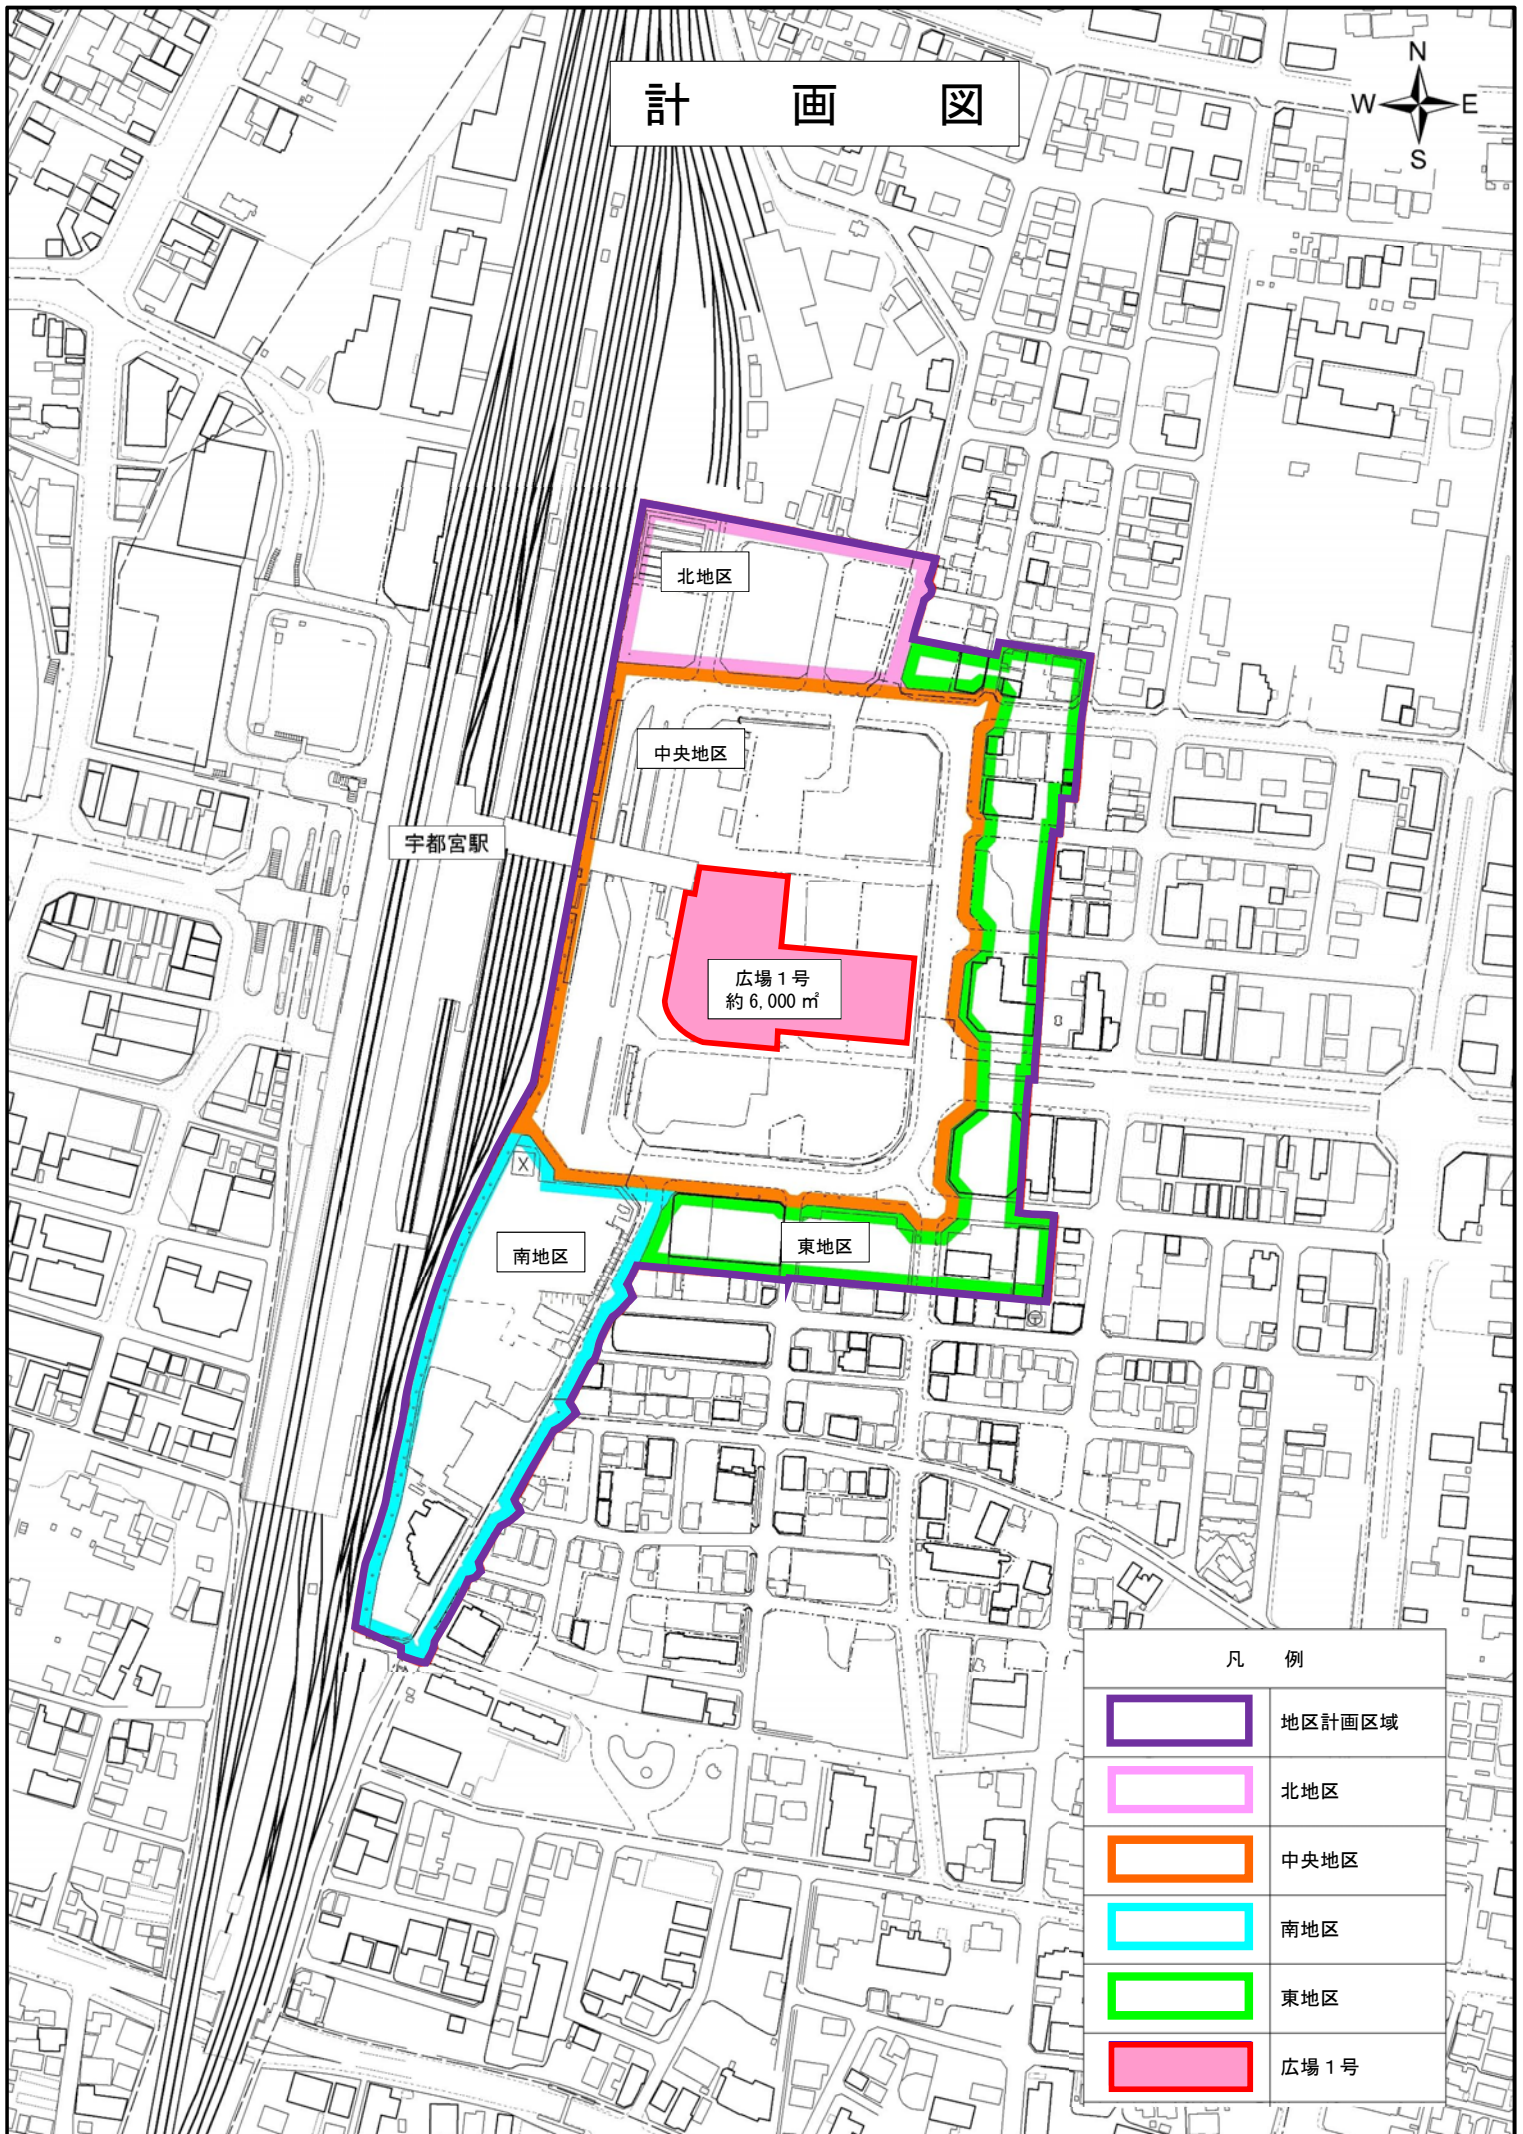 計 画 図
N
W E
S
北地区
中央地区
宇都宮駅
広場１号
約 6,000 ㎡
X
南地区
東地区
凡 例
地区計画区域
北地区
中央地区
南地区
東地区
広場１号